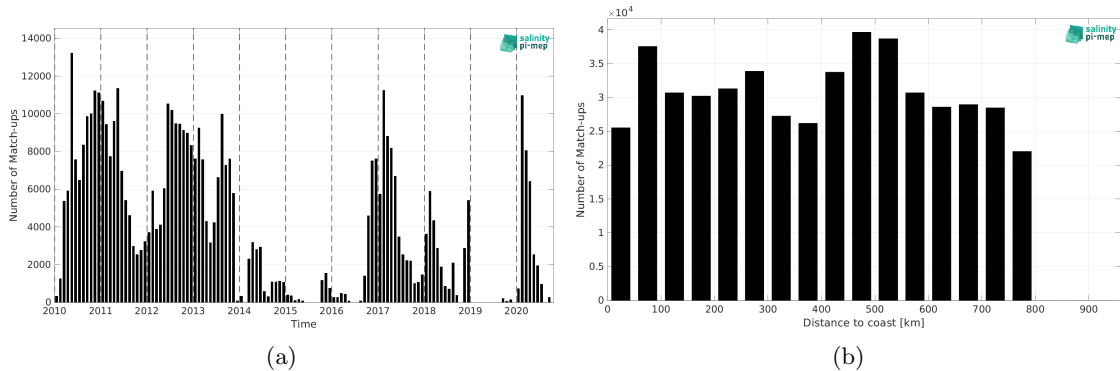 salinity
pi-mep
14000
12000
10000
8000
6000
4000
2000
0
Number of Match-ups
2010 2011 2012 2013 2014 2015 2016 2017 2018 2019 2020
Time
(a)
×10⁴
salinity
pi-mep
4
3.5
3
2.5
2
1.5
1
0.5
0
Number of Match-ups
0 100 200 300 400 500 600 700 800 900
Distance to coast [km]
(b)